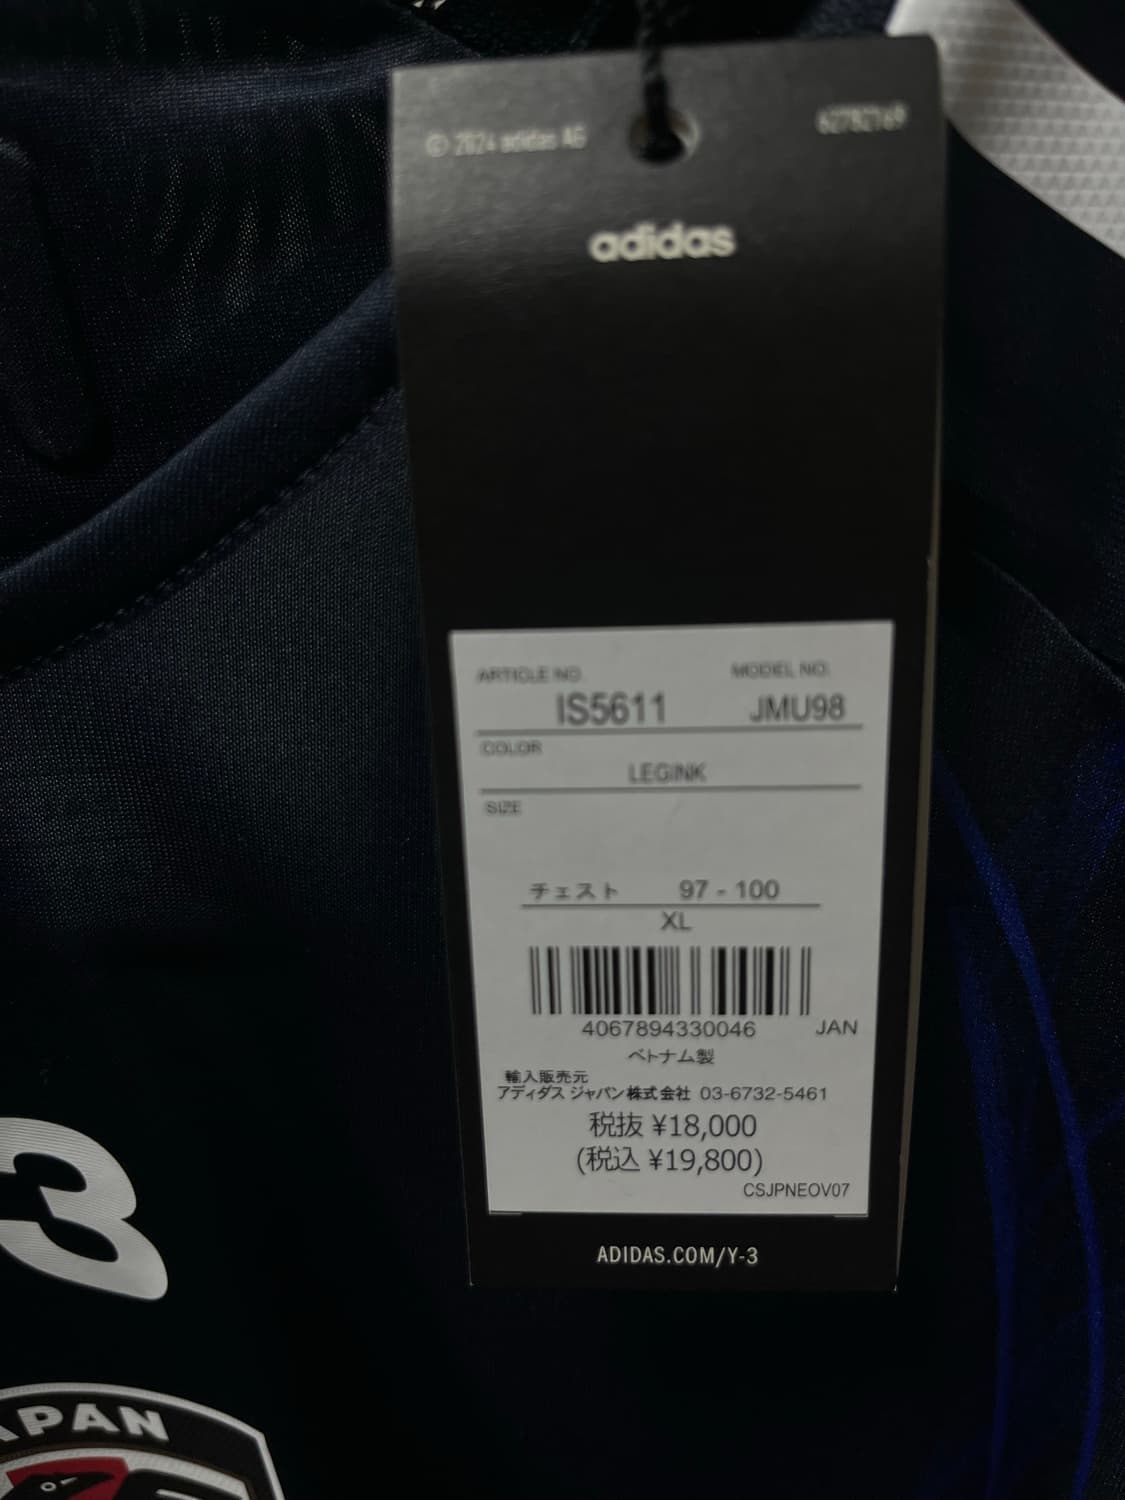 © 2024 adidas AG
62782169
adidas
ARTICLE NO.
MODEL NO.
IS5611
JMU98
COLOR
LEGINK
SIZE
チェスト 97 - 100
XL
4067894330046
JAN
ベトナム製
輸入販売元
アディダス ジャパン株式会社 03-6732-5461
税抜 ¥18,000
(税込 ¥19,800)
CSJPNEOV07
ADIDAS.COM/Y-3
3
APAN